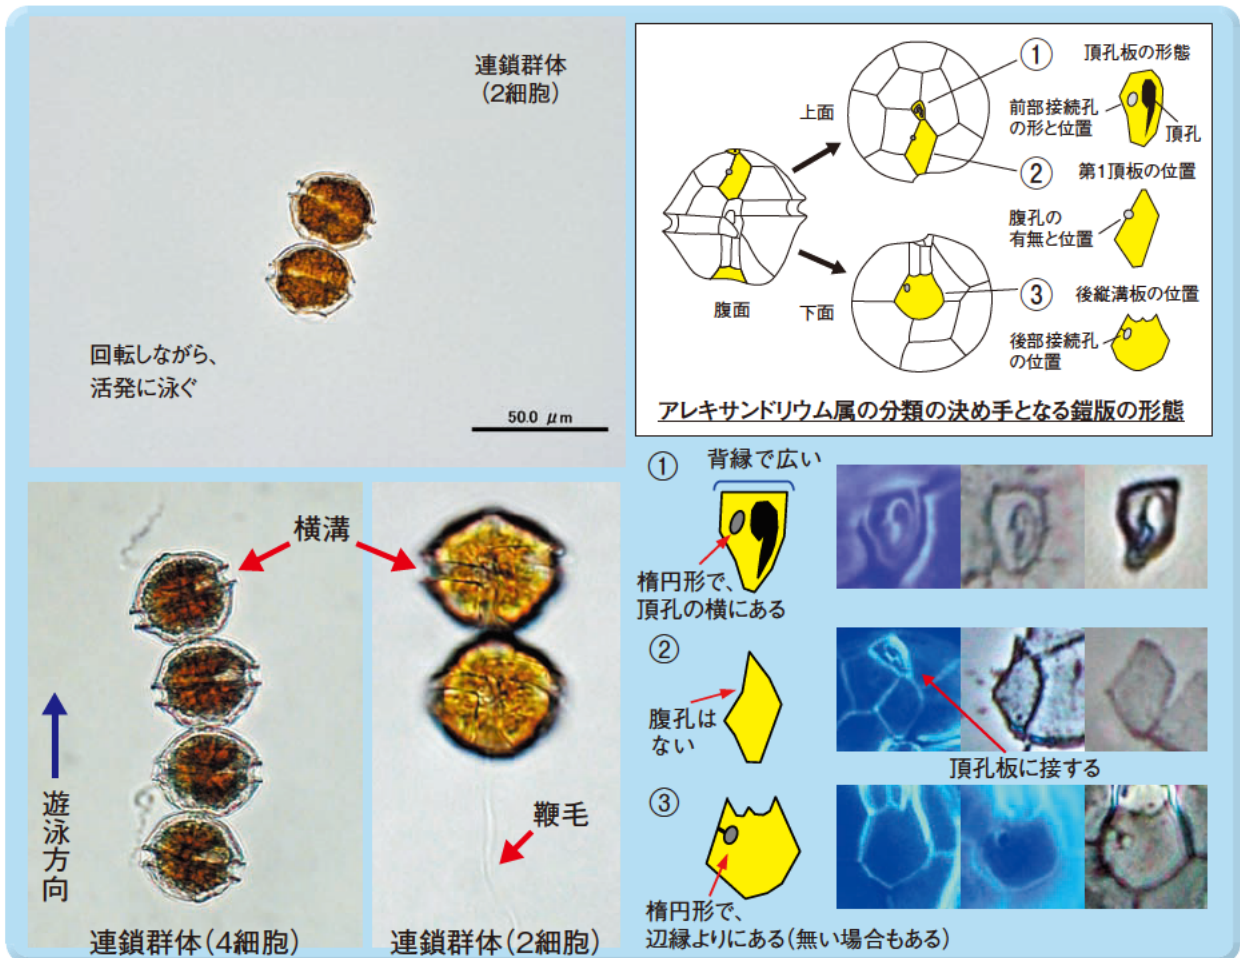 連鎖群体
(2細胞)
回転しながら、
活発に泳ぐ
50.0 μm
① 頂孔板の形態
上面
前部接続孔
の形と位置
頂孔
② 第1頂板の位置
腹孔の
有無と位置
腹面
下面
③ 後縦溝板の位置
後部接続孔
の位置
アレキサンドリウム属の分類の決め手となる鎧版の形態
横溝
遊泳方向
鞭毛
連鎖群体(4細胞)
連鎖群体(2細胞)
① 背縁で広い
楕円形で、
頂孔の横にある
②
腹孔は
ない
頂孔板に接する
③
楕円形で、
辺縁よりにある(無い場合もある)